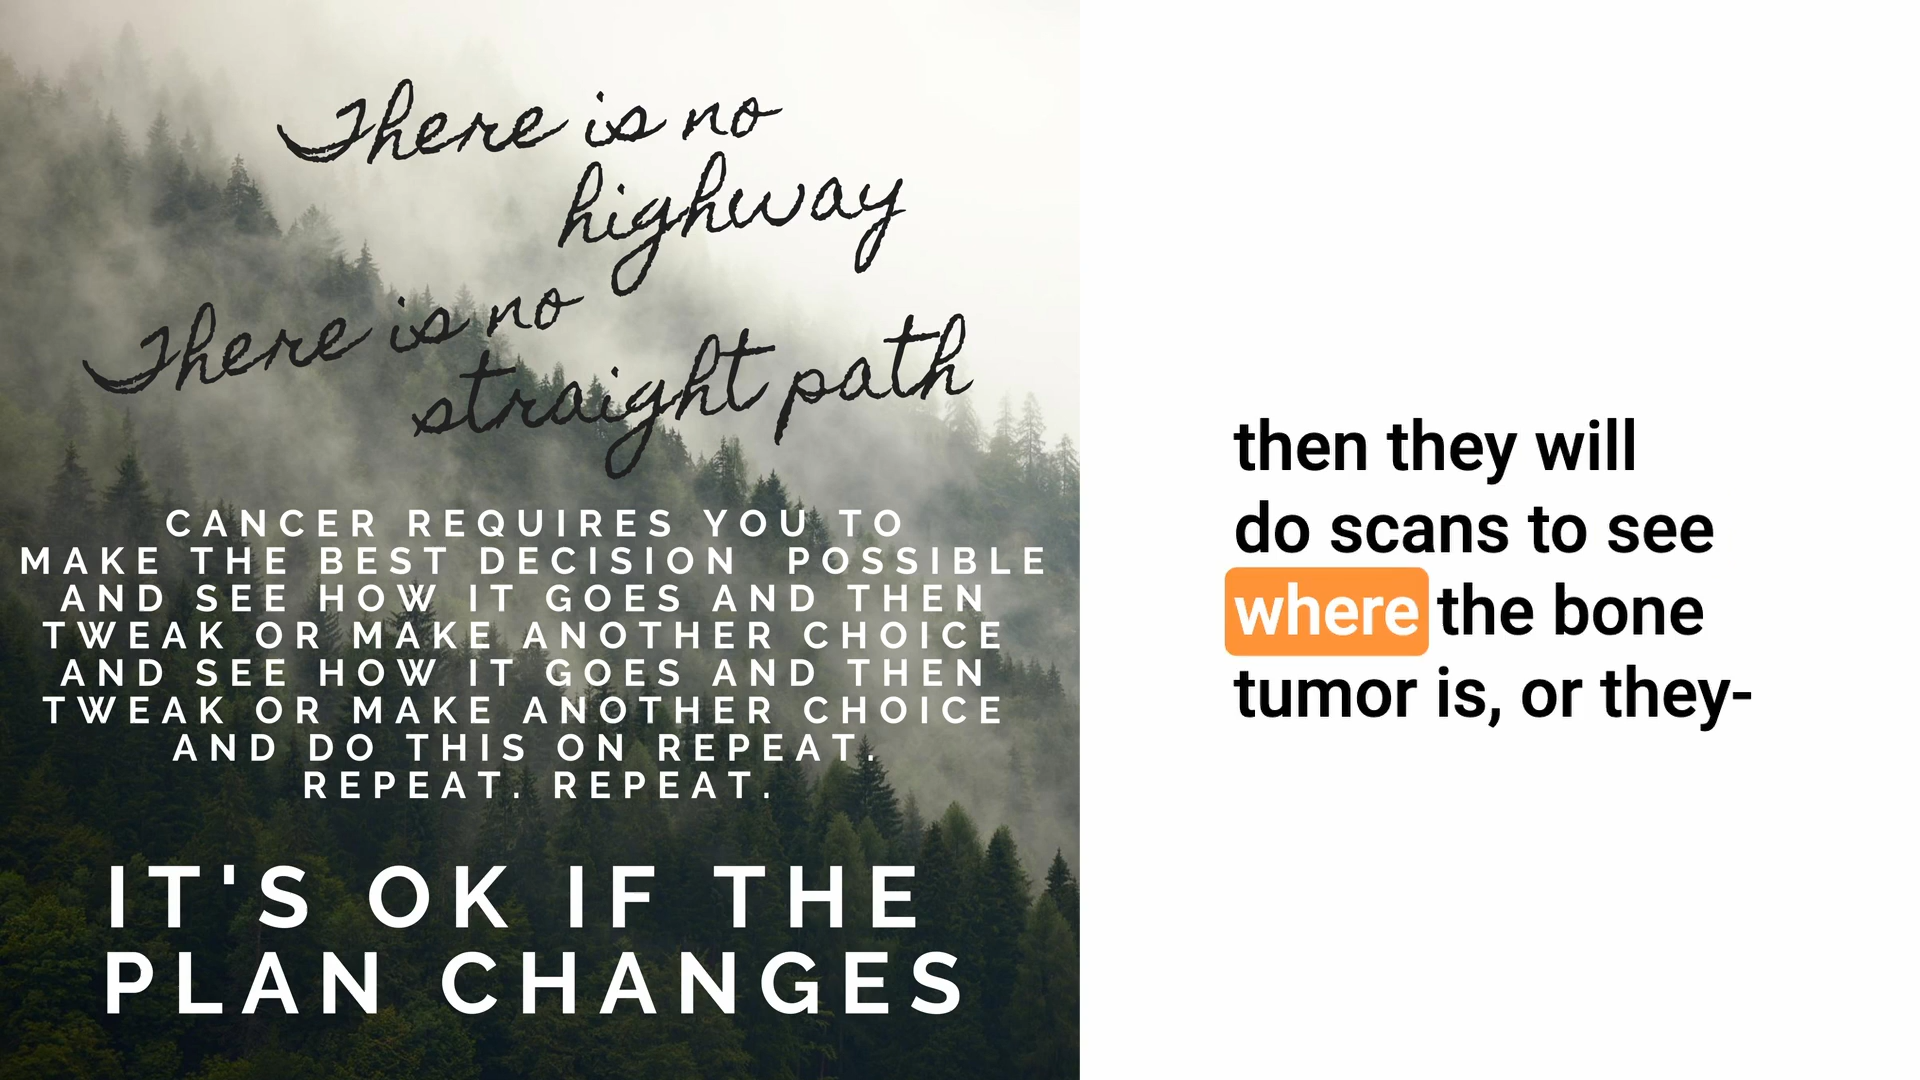 There is no
highway
There is no
straight path
CANCER REQUIRES YOU TO
MAKE THE BEST DECISION POSSIBLE
AND SEE HOW IT GOES AND THEN
TWEAK OR MAKE ANOTHER CHOICE
AND SEE HOW IT GOES AND THEN
TWEAK OR MAKE ANOTHER CHOICE
AND DO THIS ON REPEAT.
REPEAT. REPEAT.
IT'S OK IF THE
PLAN CHANGES
then they will
do scans to see
where the bone
tumor is, or they-